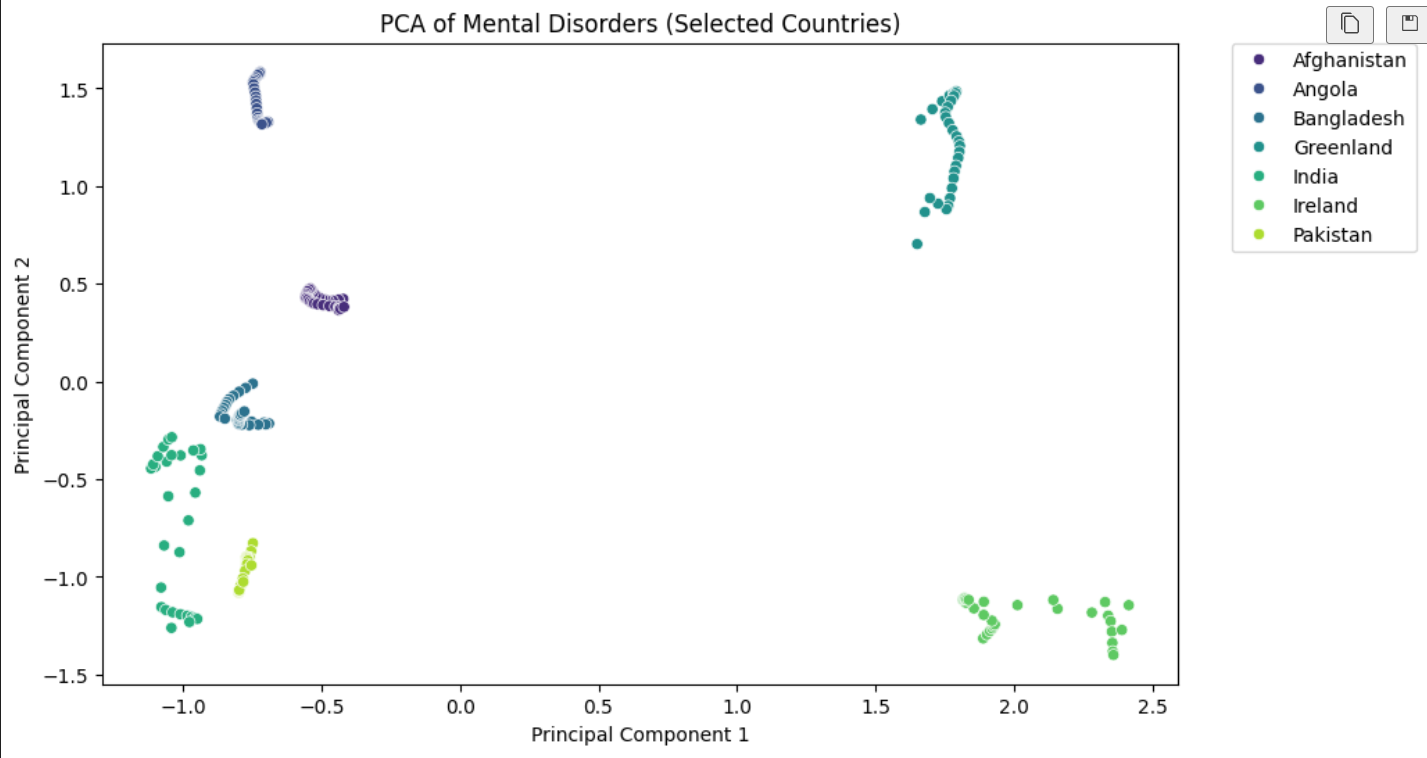 PCA of Mental Disorders (Selected Countries)
Afghanistan
Angola
Bangladesh
Greenland
India
Ireland
Pakistan
Principal Component 2
1.5
1.0
0.5
0.0
−0.5
−1.0
−1.5
−1.0 −0.5 0.0 0.5 1.0 1.5 2.0 2.5
Principal Component 1